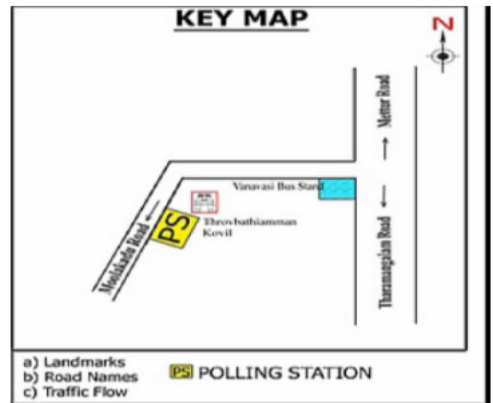 KEY MAP
N
Mettur Road
Vanavasi Bus Stand
Throvbathiamman
Kovil
PS
Moolakadu Road
Tharamangalam Road
a) Landmarks
b) Road Names
c) Traffic Flow
PS POLLING STATION